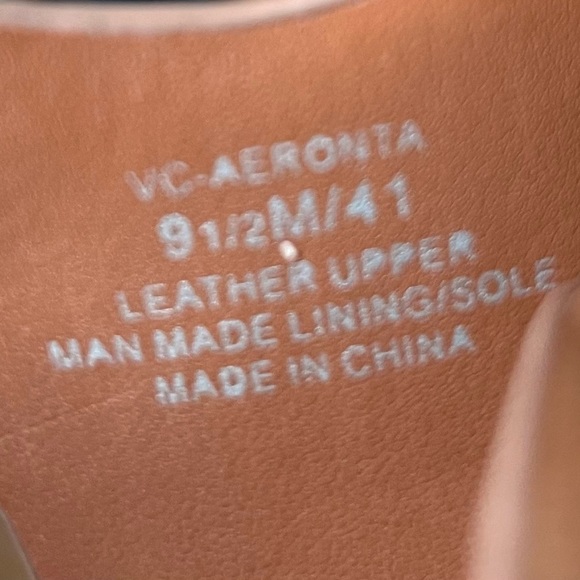 VC-AERONTA
9 1/2M/41
LEATHER UPPER
MAN MADE LINING/SOLE
MADE IN CHINA